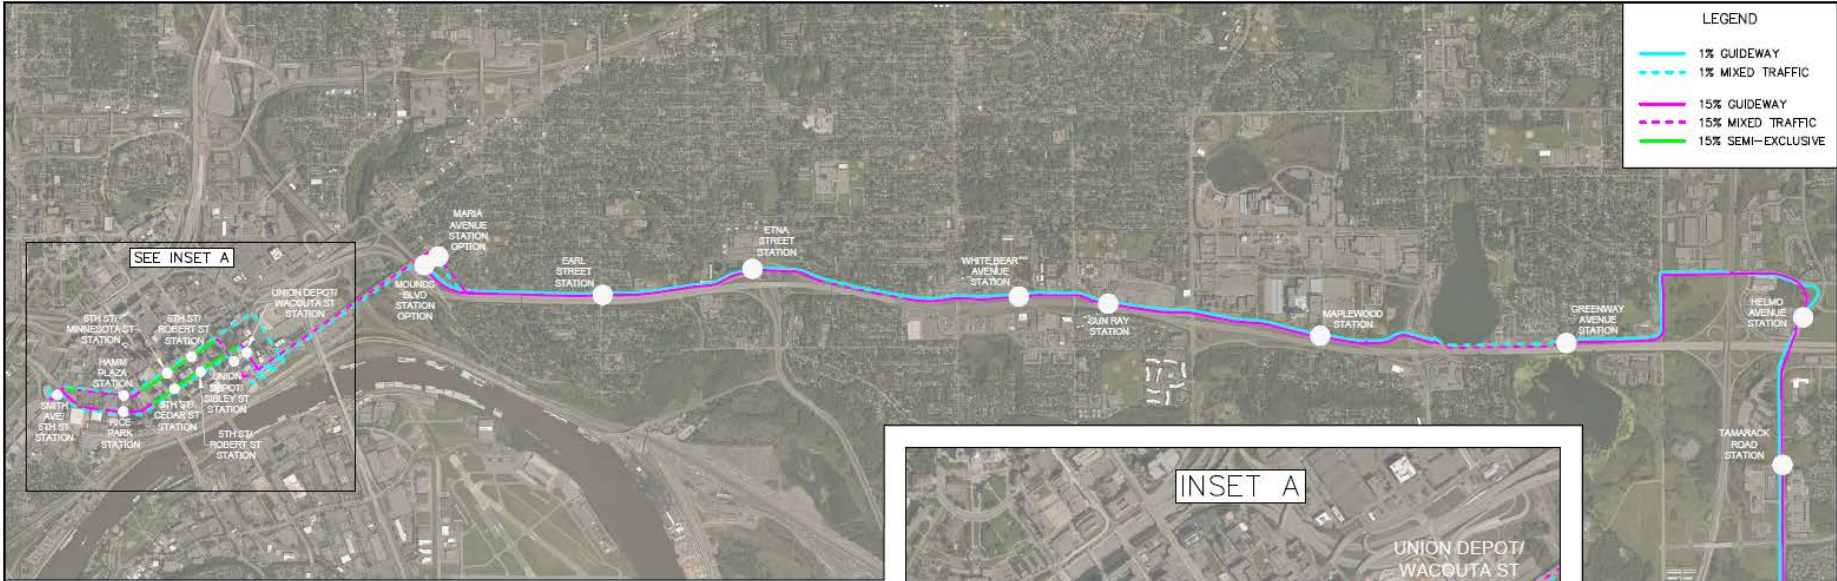 LEGEND
1% GUIDEWAY
1% MIXED TRAFFIC
15% GUIDEWAY
15% MIXED TRAFFIC
15% SEMI-EXCLUSIVE
SEE INSET A
MARIA
AVENUE
STATION
OPTION
MOUNDS
BLVD
STATION
OPTION
EARL
STREET
STATION
ETNA
STREET
STATION
WHITE BEAR
AVENUE
STATION
SUN RAY
STATION
MAPLEWOOD
STATION
GREENWAY
AVENUE
STATION
HELMO
AVENUE
STATION
TAMARACK
ROAD
STATION
UNION DEPOT/
WACOUTA ST
STATION
6TH ST/
MINNESOTA ST
STATION
6TH ST/
ROBERT ST
STATION
HAMM
PLAZA
STATION
UNION
DEPOT/
SIBLEY ST
STATION
SMITH
AVE/
5TH ST
STATION
RICE
PARK
STATION
5TH ST/
CEDAR ST
STATION
5TH ST/
ROBERT ST
STATION
INSET A
UNION DEPOT/
WACOUTA ST